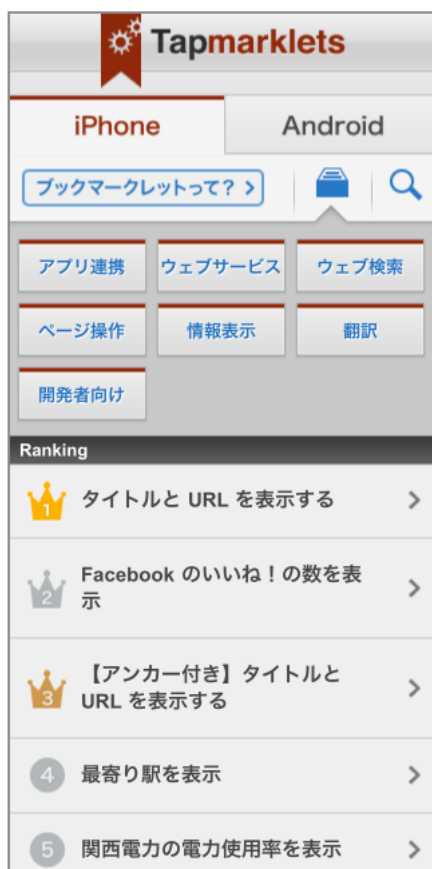 Tapmarklets
iPhone
Android
ブックマークレットって?
アプリ連携
ウェブサービス
ウェブ検索
ページ操作
情報表示
翻訳
開発者向け
Ranking
1
タイトルと URL を表示する
2
Facebook のいいね！の数を表
示
3
【アンカー付き】タイトルと
URL を表示する
4
最寄り駅を表示
5
関西電力の電力使用率を表示